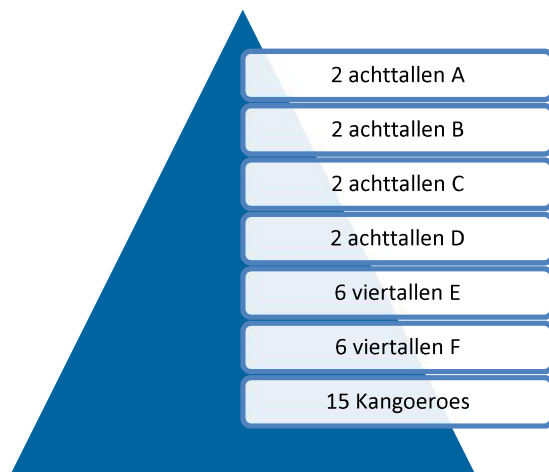 2 achttallen A
2 achttallen B
2 achttallen C
2 achttallen D
6 viertallen E
6 viertallen F
15 Kangoeroes